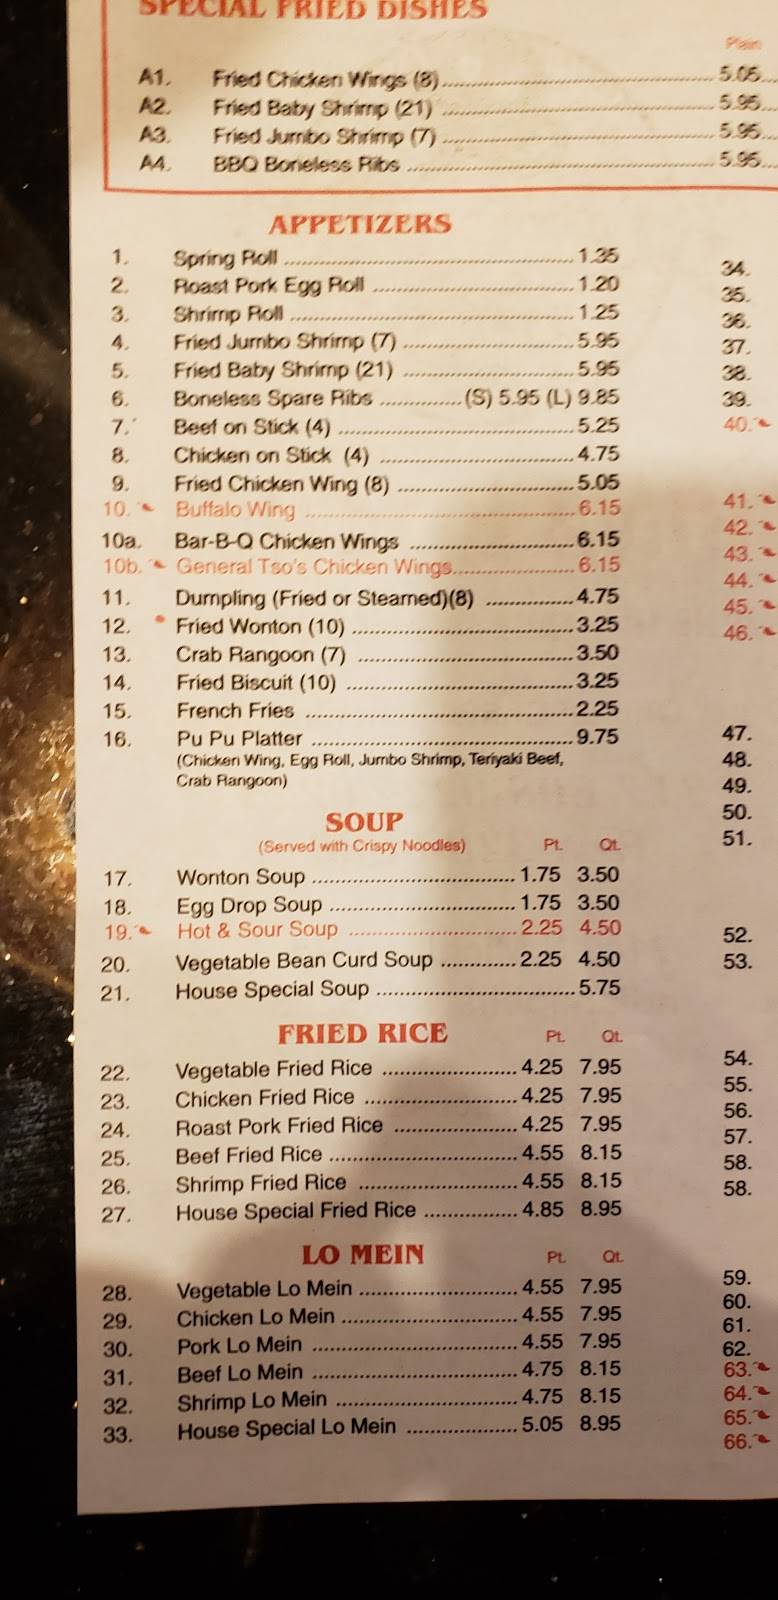 SPECIAL FRIED DISHES
Plain
A1. Fried Chicken Wings (8) 5.05
A2. Fried Baby Shrimp (21) 5.95
A3. Fried Jumbo Shrimp (7) 5.95
A4. BBQ Boneless Ribs 5.95
APPETIZERS
1. Spring Roll 1.35
2. Roast Pork Egg Roll 1.20
3. Shrimp Roll 1.25
4. Fried Jumbo Shrimp (7) 5.95
5. Fried Baby Shrimp (21) 5.95
6. Boneless Spare Ribs (S) 5.95 (L) 9.85
7. Beef on Stick (4) 5.25
8. Chicken on Stick (4) 4.75
9. Fried Chicken Wing (8) 5.05
10. Buffalo Wing 6.15
10a. Bar-B-Q Chicken Wings 6.15
10b. General Tso's Chicken Wings 6.15
11. Dumpling (Fried or Steamed)(8) 4.75
12. Fried Wonton (10) 3.25
13. Crab Rangoon (7) 3.50
14. Fried Biscuit (10) 3.25
15. French Fries 2.25
16. Pu Pu Platter 9.75
(Chicken Wing, Egg Roll, Jumbo Shrimp, Teriyaki Beef,
Crab Rangoon)
SOUP
(Served with Crispy Noodles) Pt. Qt.
17. Wonton Soup 1.75 3.50
18. Egg Drop Soup 1.75 3.50
19. Hot & Sour Soup 2.25 4.50
20. Vegetable Bean Curd Soup 2.25 4.50
21. House Special Soup 5.75
FRIED RICE Pt. Qt.
22. Vegetable Fried Rice 4.25 7.95
23. Chicken Fried Rice 4.25 7.95
24. Roast Pork Fried Rice 4.25 7.95
25. Beef Fried Rice 4.55 8.15
26. Shrimp Fried Rice 4.55 8.15
27. House Special Fried Rice 4.85 8.95
LO MEIN Pt. Qt.
28. Vegetable Lo Mein 4.55 7.95
29. Chicken Lo Mein 4.55 7.95
30. Pork Lo Mein 4.55 7.95
31. Beef Lo Mein 4.75 8.15
32. Shrimp Lo Mein 4.75 8.15
33. House Special Lo Mein 5.05 8.95
34.
35.
36.
37.
38.
39.
40.
41.
42.
43.
44.
45.
46.
47.
48.
49.
50.
51.
52.
53.
54.
55.
56.
57.
58.
58.
59.
60.
61.
62.
63.
64.
65.
66.